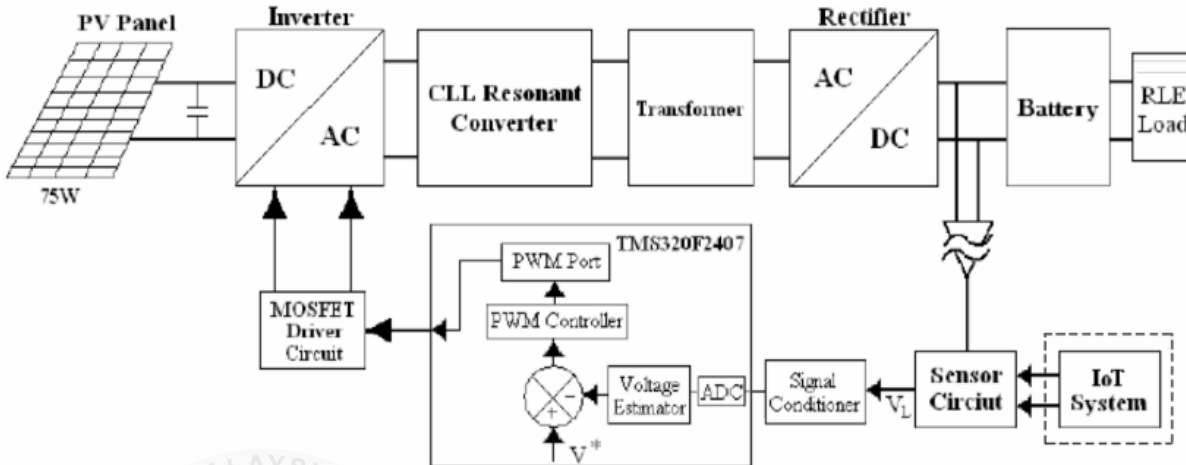 PV Panel
75W
Inverter
DC
AC
CLL Resonant
Converter
Transformer
Rectifier
AC
DC
Battery
RLE
Load
TMS320F2407
PWM Port
PWM Controller
MOSFET
Driver
Circuit
Voltage
Estimator
ADC
Signal
Conditioner
V_L
Sensor
Circiut
IoT
System
−
+
V*